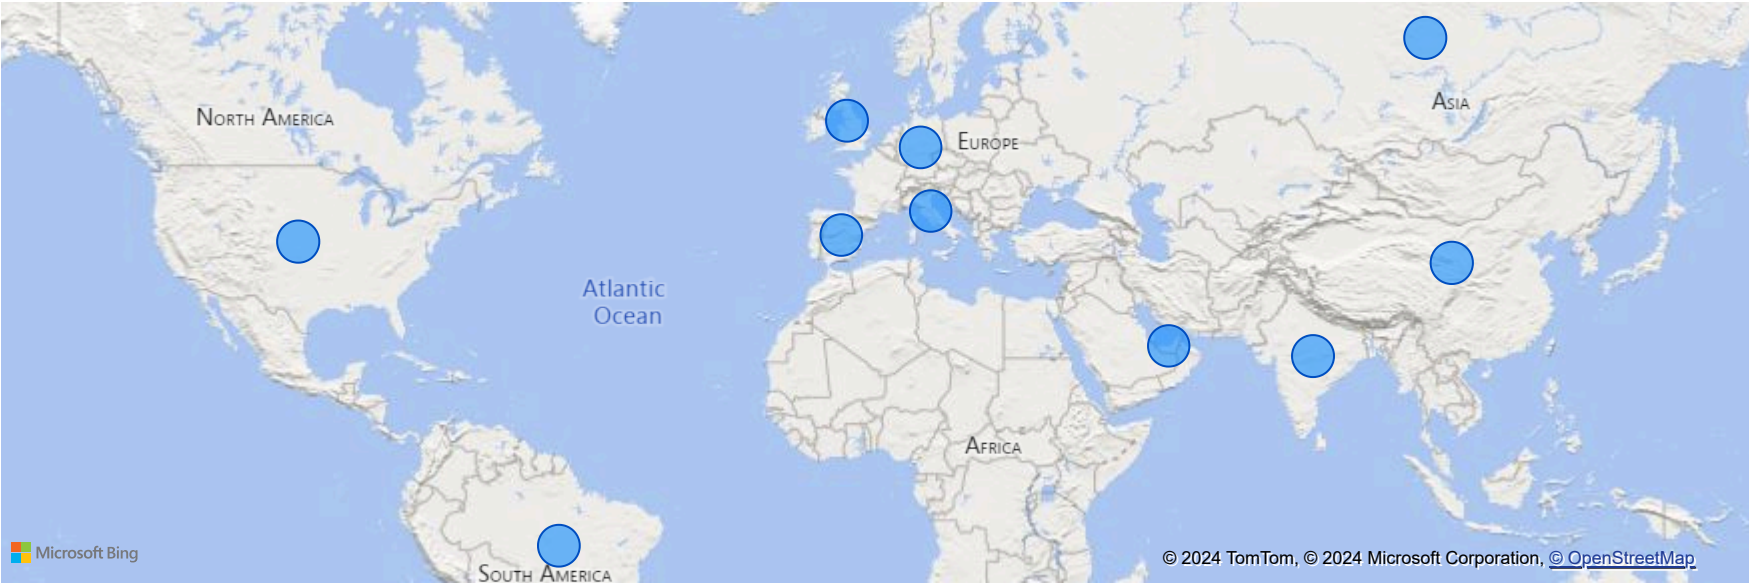 NORTH AMERICA
ASIA
EUROPE
Atlantic
Ocean
AFRICA
SOUTH AMERICA
Microsoft Bing
© 2024 TomTom, © 2024 Microsoft Corporation, © OpenStreetMap